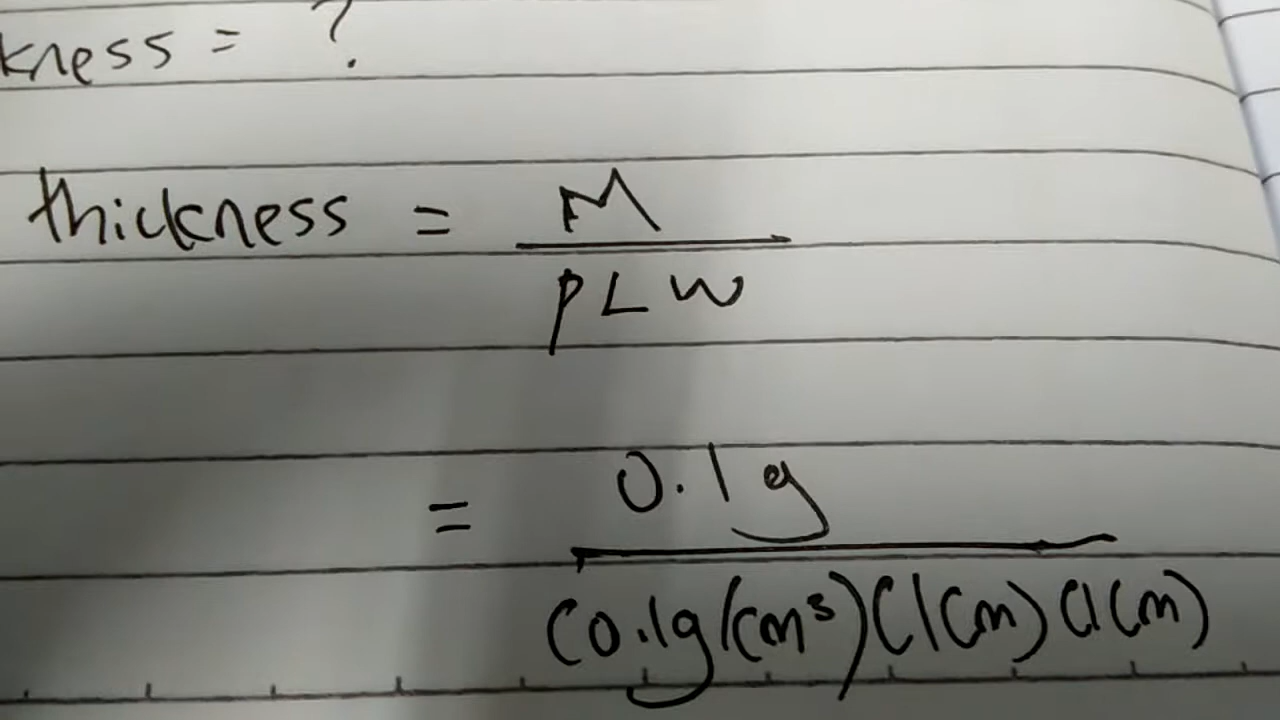 kness = ?
thickness = M
pLW
= 0.1g
(0.1g/cm³)(1cm)(1cm)